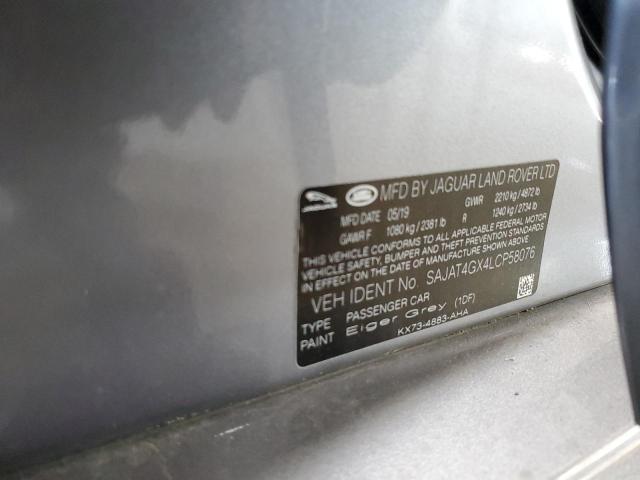 MFD BY JAGUAR LAND ROVER LTD
MFD DATE 05/19 GVWR 2210 kg / 4872 lb
GAWR F 1080 kg / 2381 lb R 1240 kg / 2734 lb
THIS VEHICLE CONFORMS TO ALL APPLICABLE FEDERAL MOTOR
VEHICLE SAFETY, BUMPER AND THEFT PREVENTION STANDARDS IN
EFFECT ON THE DATE OF MANUFACTURE SHOWN ABOVE.
VEH IDENT No. SAJAT4GX4LCP58076
TYPE PASSENGER CAR
PAINT Eiger Grey (1DF)
KX73-4883-AHA